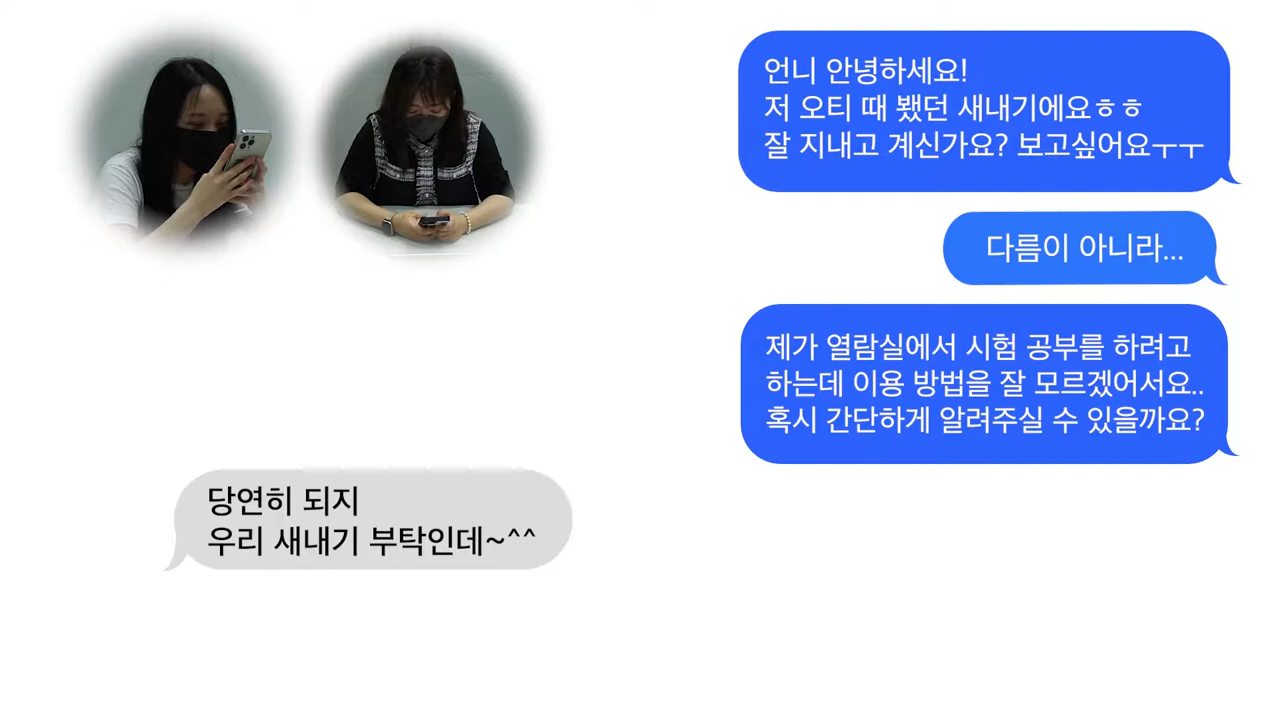 언니 안녕하세요!
저 오티 때 뵀던 새내기에요ㅎㅎ
잘 지내고 계신가요? 보고싶어요ㅜㅜ
다름이 아니라...
제가 열람실에서 시험 공부를 하려고
하는데 이용 방법을 잘 모르겠어서요..
혹시 간단하게 알려주실 수 있을까요?
당연히 되지
우리 새내기 부탁인데~^^